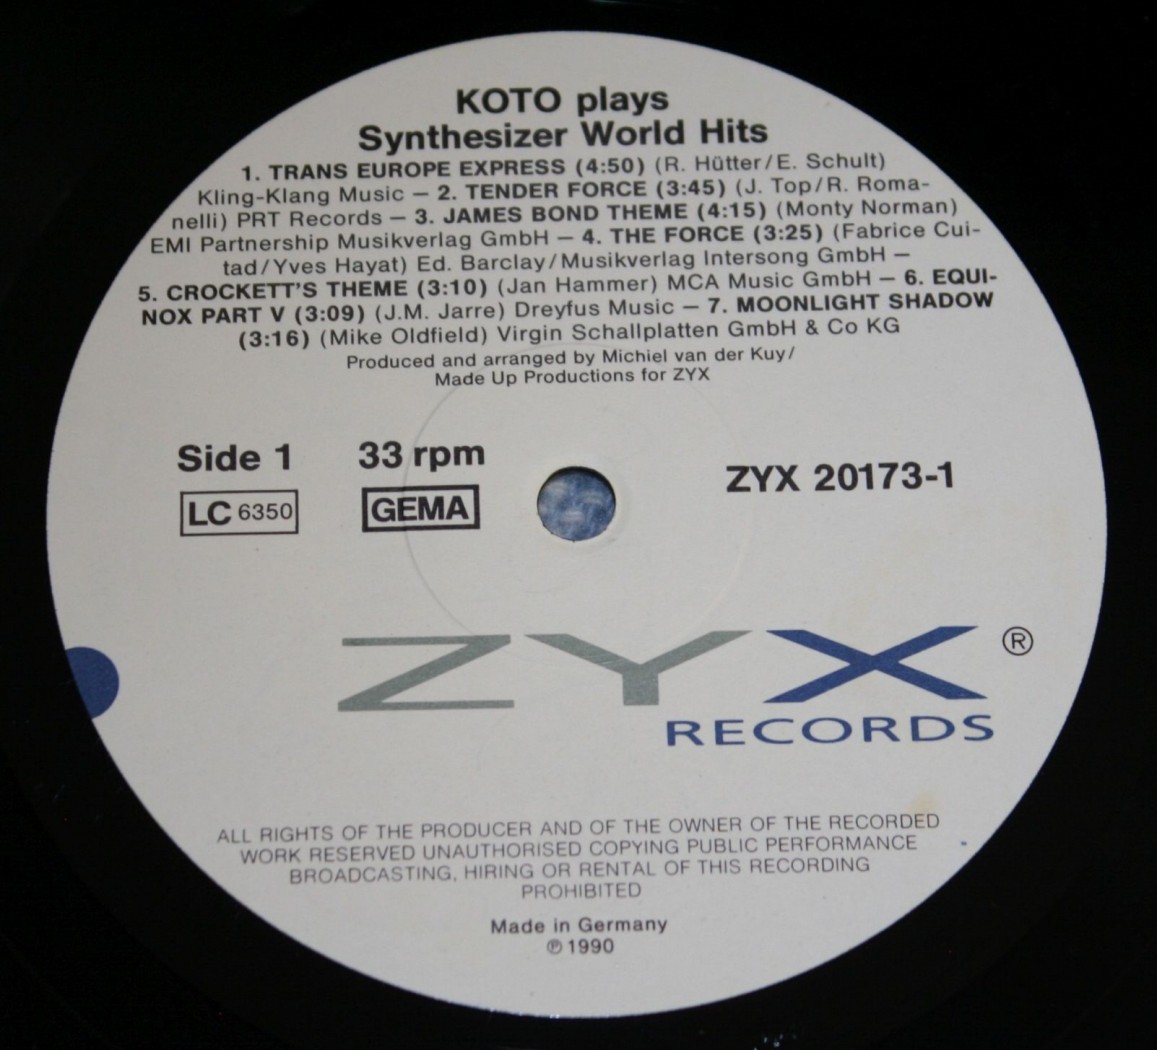 KOTO plays
Synthesizer World Hits
1. TRANS EUROPE EXPRESS (4:50) (R. Hütter/E. Schult)
Kling-Klang Music – 2. TENDER FORCE (3:45) (J. Top/R. Roma-
nelli) PRT Records – 3. JAMES BOND THEME (4:15) (Monty Norman)
EMI Partnership Musikverlag GmbH – 4. THE FORCE (3:25) (Fabrice Cui-
tad/Yves Hayat) Ed. Barclay/Musikverlag Intersong GmbH –
5. CROCKETT'S THEME (3:10) (Jan Hammer) MCA Music GmbH – 6. EQUI-
NOX PART V (3:09) (J.M. Jarre) Dreyfus Music – 7. MOONLIGHT SHADOW
(3:16) (Mike Oldfield) Virgin Schallplatten GmbH & Co KG
Produced and arranged by Michiel van der Kuy/
Made Up Productions for ZYX
Side 1 33 rpm ZYX 20173-1
LC 6350 GEMA
ZYX ®
RECORDS
ALL RIGHTS OF THE PRODUCER AND OF THE OWNER OF THE RECORDED
WORK RESERVED UNAUTHORISED COPYING PUBLIC PERFORMANCE
BROADCASTING, HIRING OR RENTAL OF THIS RECORDING
PROHIBITED
Made in Germany
℗ 1990